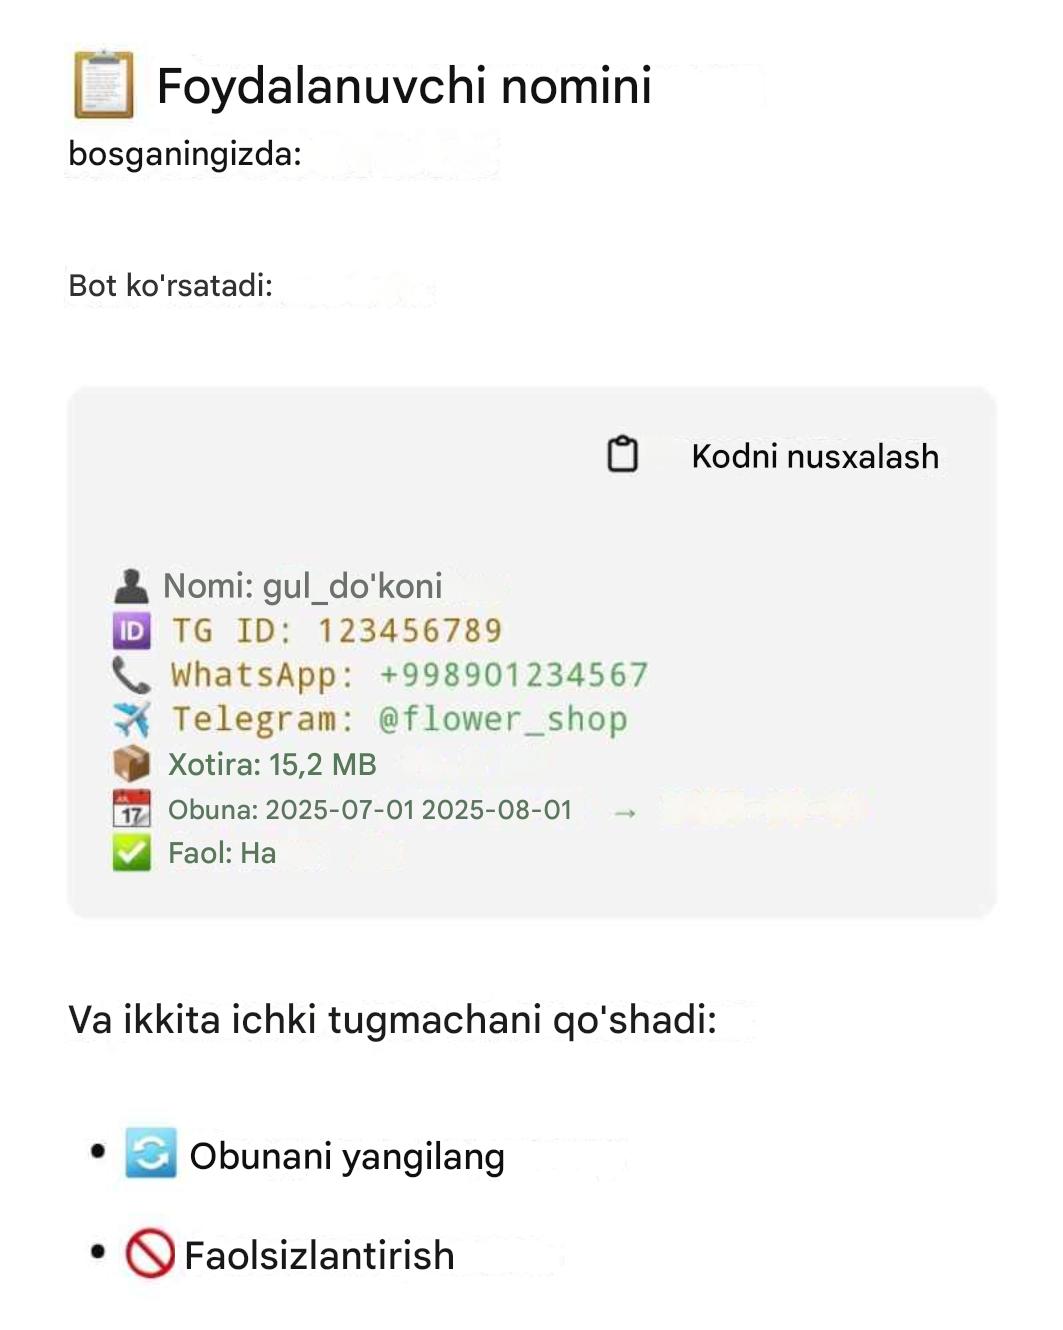 Foydalanuvchi nomini
bosganingizda:
Bot ko'rsatadi:
Kodni nusxalash
Nomi: gul_do'koni
ID TG ID: 123456789
WhatsApp: +998901234567
Telegram: @flower_shop
Xotira: 15,2 MB
17 Obuna: 2025-07-01 2025-08-01 →
Faol: Ha
Va ikkita ichki tugmachani qo'shadi:
• Obunani yangilang
• Faolsizlantirish